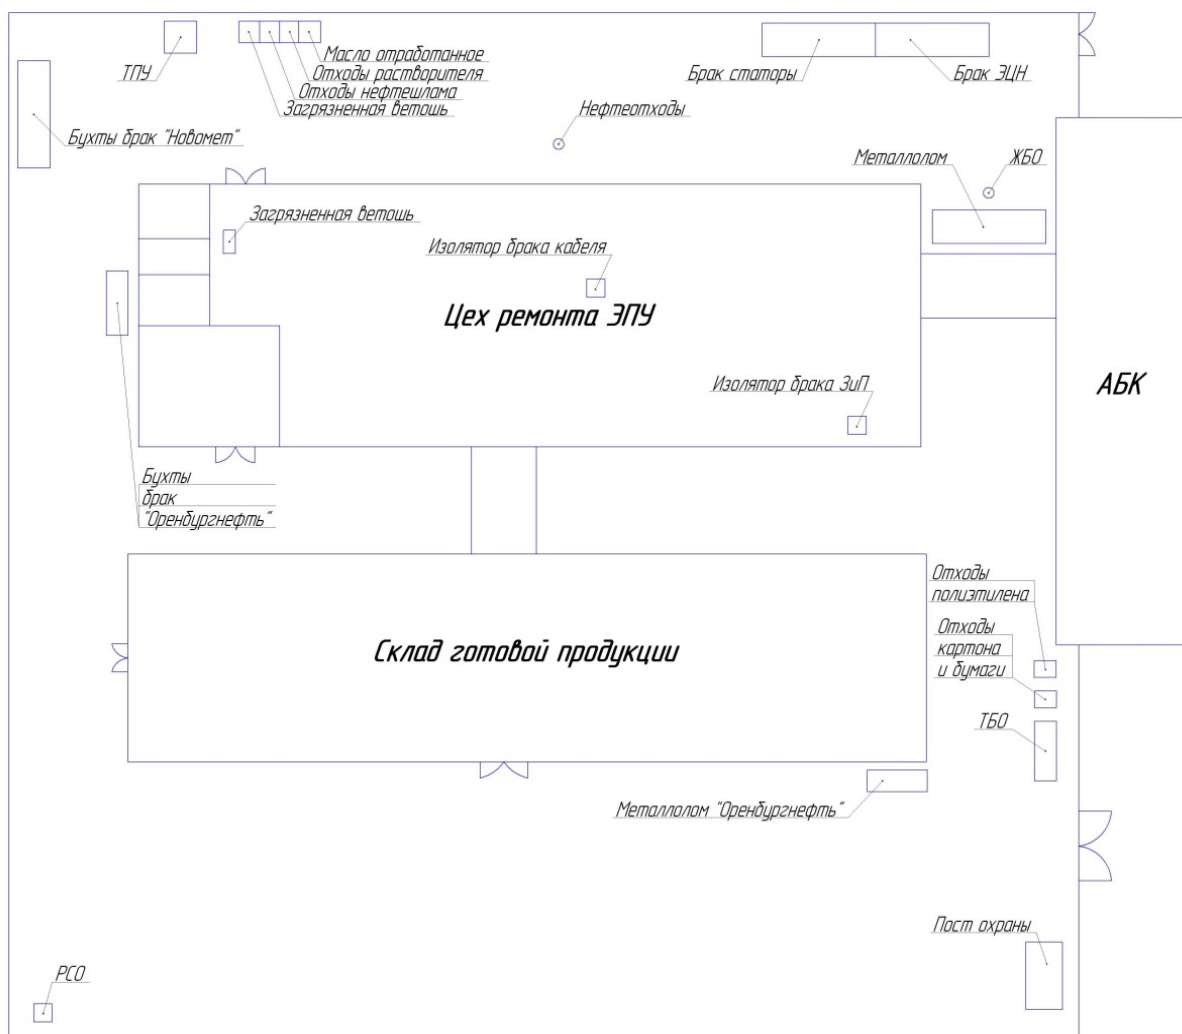 ТПУ
Масло отработанное
Отходы растворителя
Отходы нефтешлама
Загрязненная ветошь
Брак статоры
Брак ЭЦН
Бухты брак "Новомет"
Нефтеотходы
Металлолом
ЖБО
Загрязненная ветошь
Изолятор брака кабеля
Цех ремонта ЭПУ
Изолятор брака ЗиП
АБК
Бухты
брак
"Оренбургнефть"
Отходы
полиэтилена
Отходы
картона
и бумаги
Склад готовой продукции
ТБО
Металлолом "Оренбургнефть"
Пост охраны
РСО